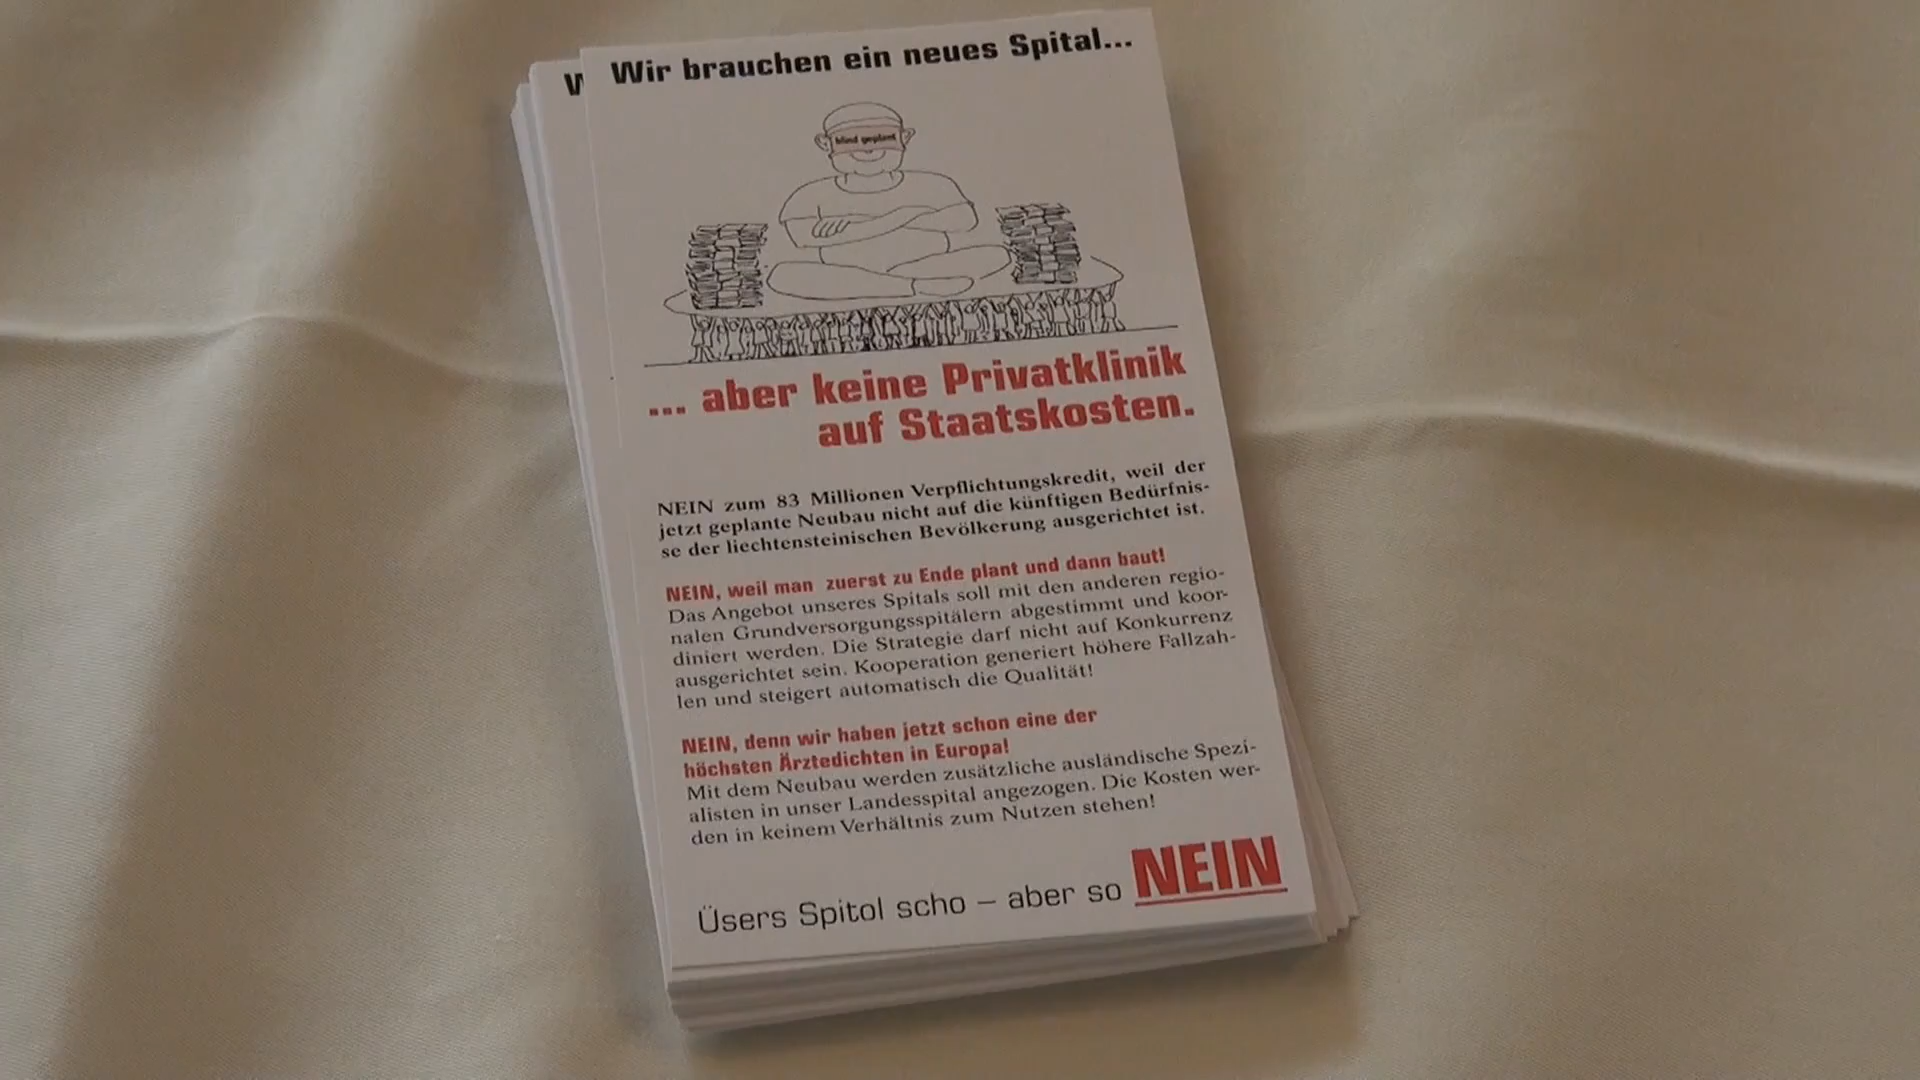 Wir brauchen ein neues Spital...
W
blind geplant
... aber keine Privatklinik
auf Staatskosten.
NEIN zum 83 Millionen Verpflichtungskredit, weil der
jetzt geplante Neubau nicht auf die künftigen Bedürfnis-
se der liechtensteinischen Bevölkerung ausgerichtet ist.
NEIN, weil man zuerst zu Ende plant und dann baut!
Das Angebot unseres Spitals soll mit den anderen regio-
nalen Grundversorgungsspitälern abgestimmt und koor-
diniert werden. Die Strategie darf nicht auf Konkurrenz
ausgerichtet sein. Kooperation generiert höhere Fallzah-
len und steigert automatisch die Qualität!
NEIN, denn wir haben jetzt schon eine der
höchsten Ärztedichten in Europa!
Mit dem Neubau werden zusätzliche ausländische Spezi-
alisten in unser Landesspital angezogen. Die Kosten wer-
den in keinem Verhältnis zum Nutzen stehen!
Üsers Spitol scho – aber so NEIN